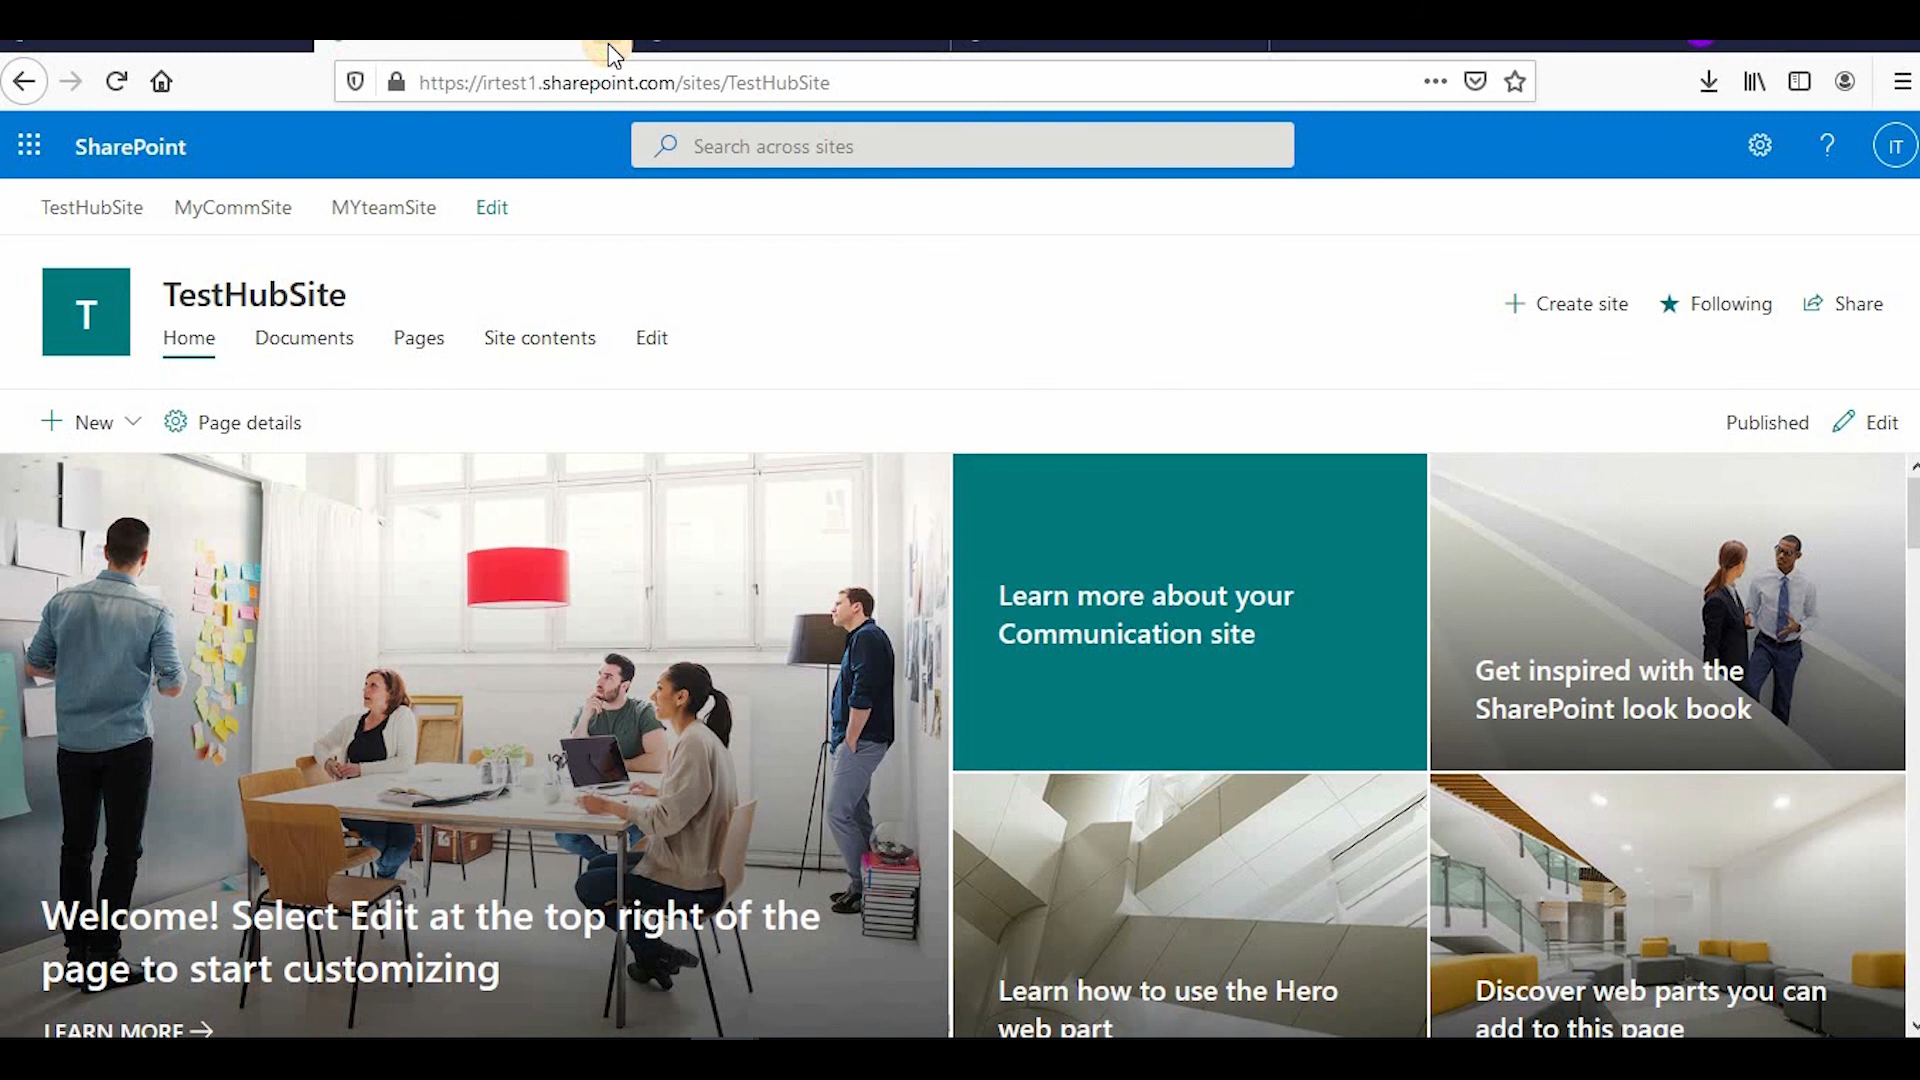 https://irtest1.sharepoint.com/sites/TestHubSite
SharePoint
Search across sites
IT
TestHubSite MyCommSite MYteamSite Edit
T
TestHubSite
Home Documents Pages Site contents Edit
Create site Following Share
New Page details
Published Edit
Welcome! Select Edit at the top right of the
page to start customizing
LEARN MORE →
Learn more about your
Communication site
Get inspired with the
SharePoint look book
Learn how to use the Hero
web part
Discover web parts you can
add to this page